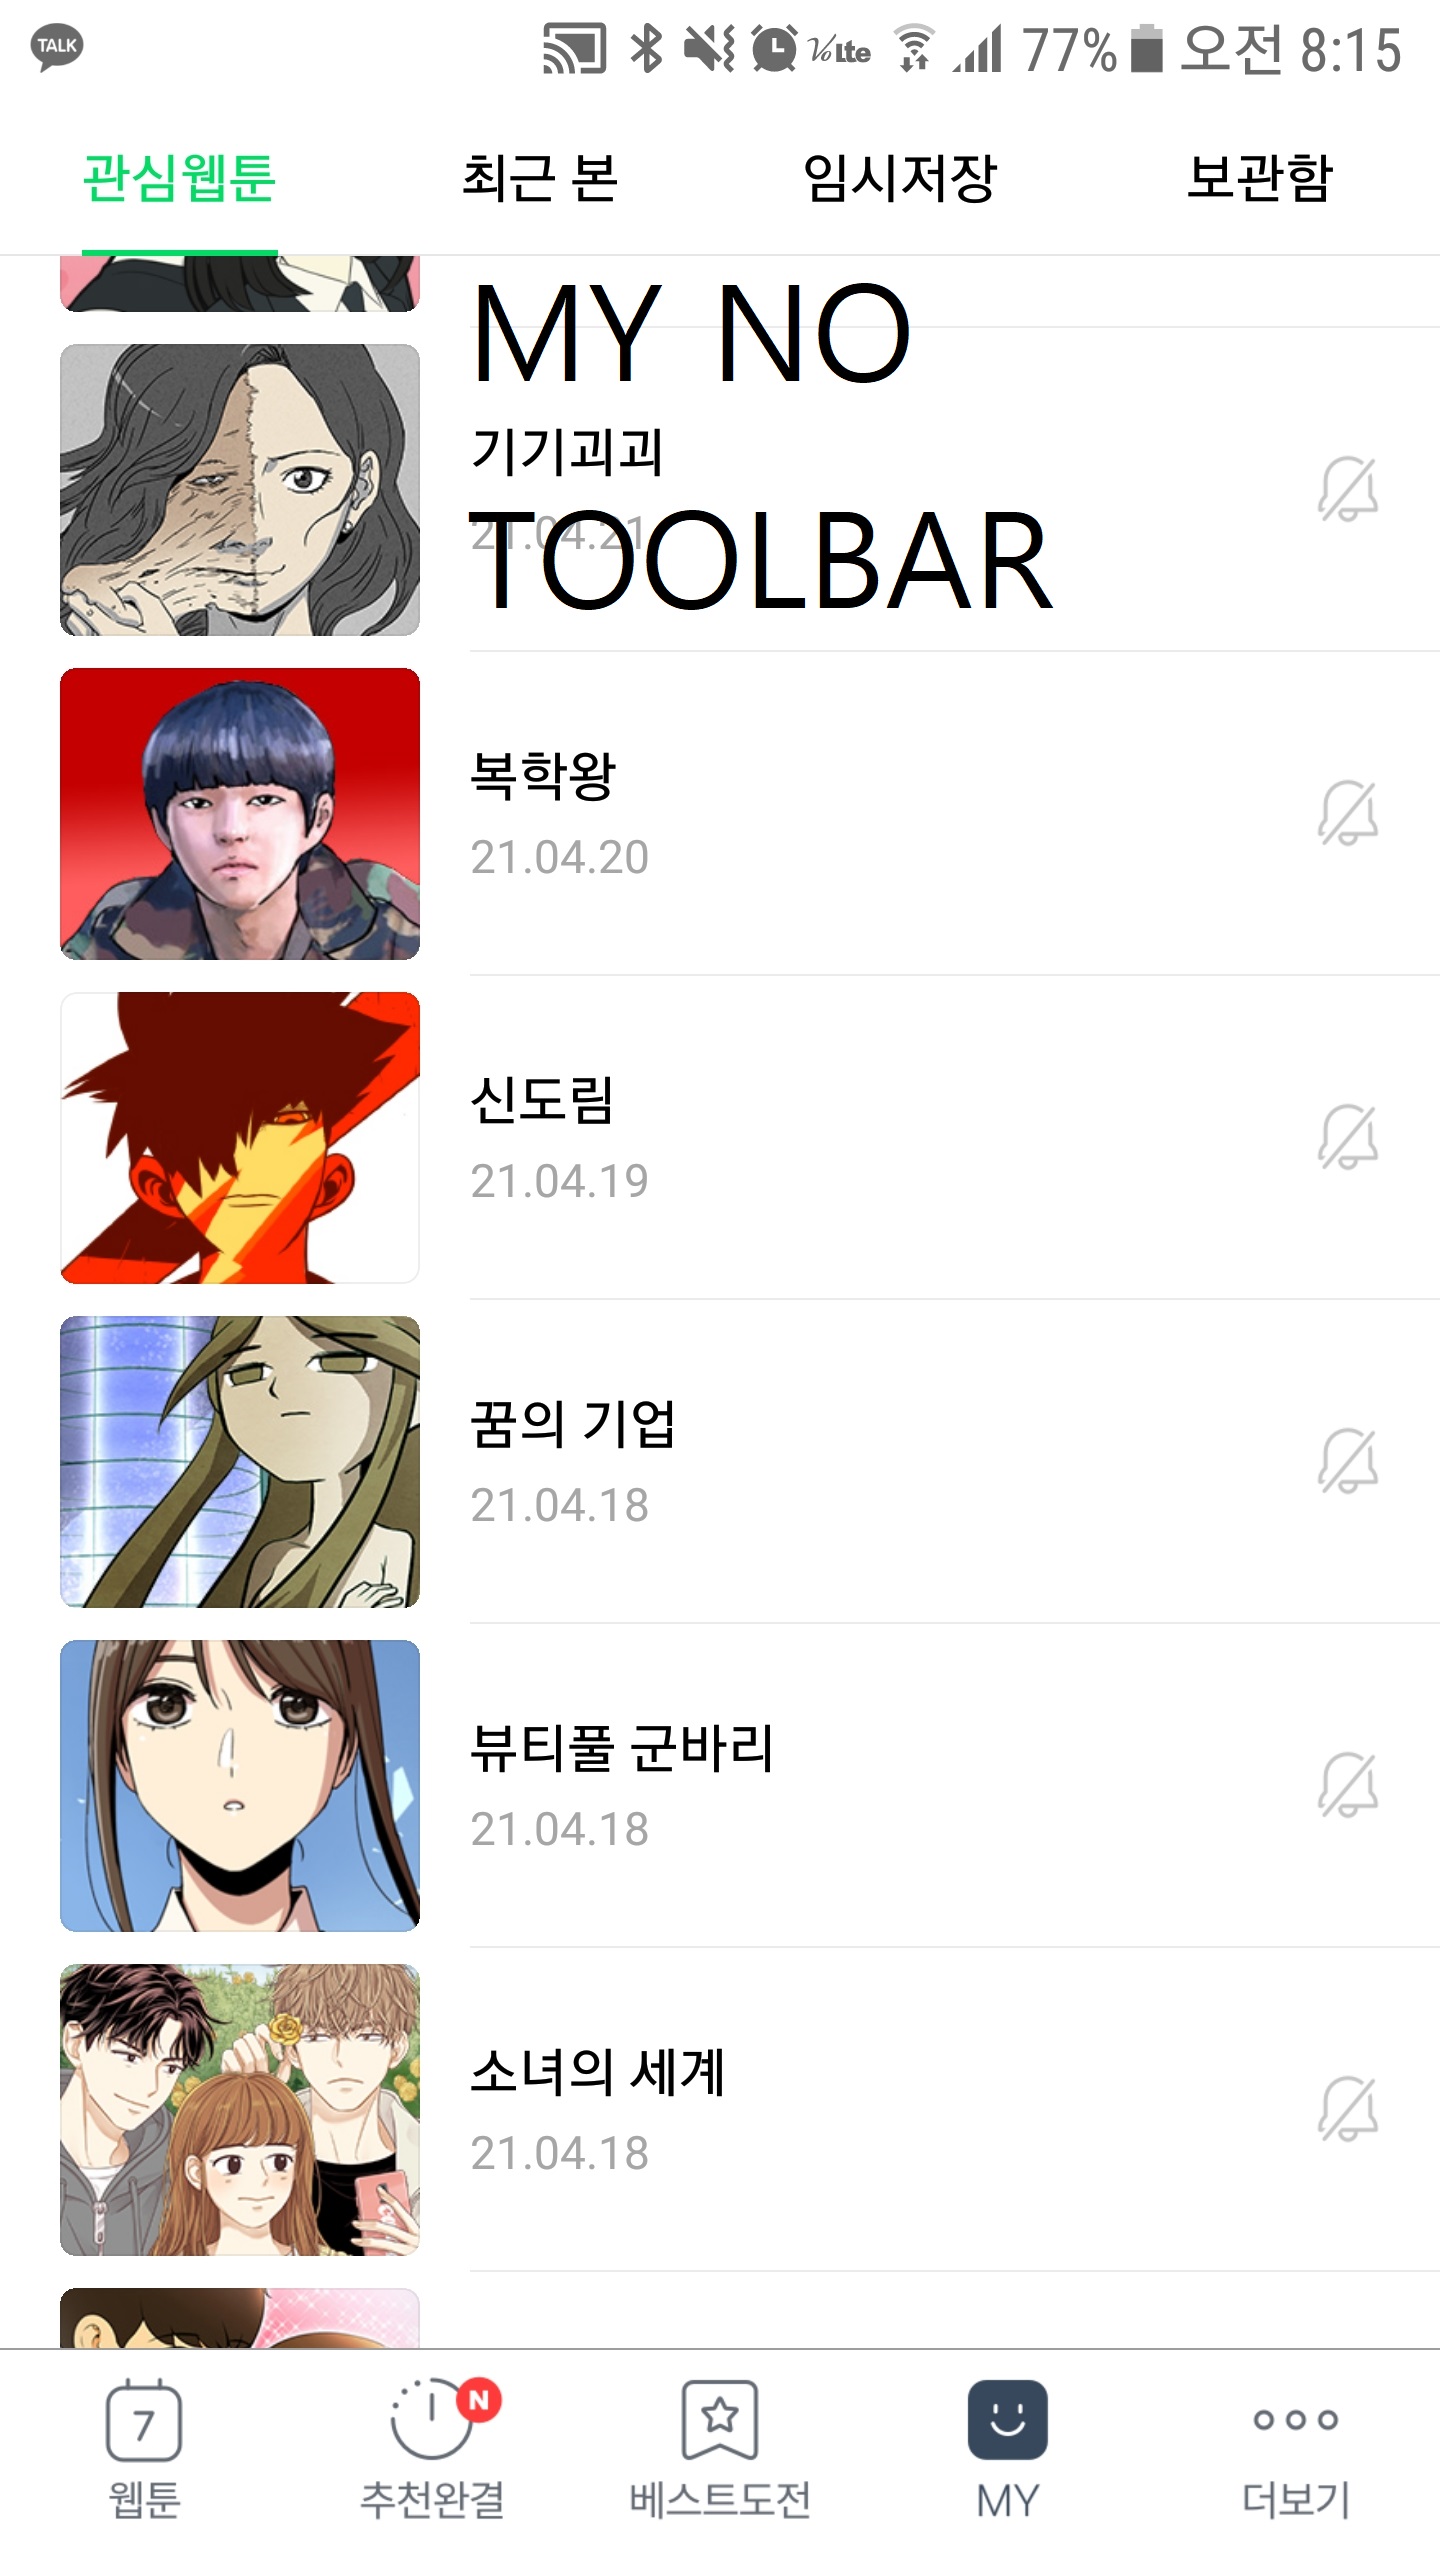 TALK
VoLTE 77% 오전 8:15
관심웹툰 최근 본 임시저장 보관함
MY NO
기기괴괴
21.04.21
TOOLBAR
복학왕
21.04.20
신도림
21.04.19
꿈의 기업
21.04.18
뷰티풀 군바리
21.04.18
소녀의 세계
21.04.18
7 N
웹툰 추천완결 베스트도전 MY 더보기